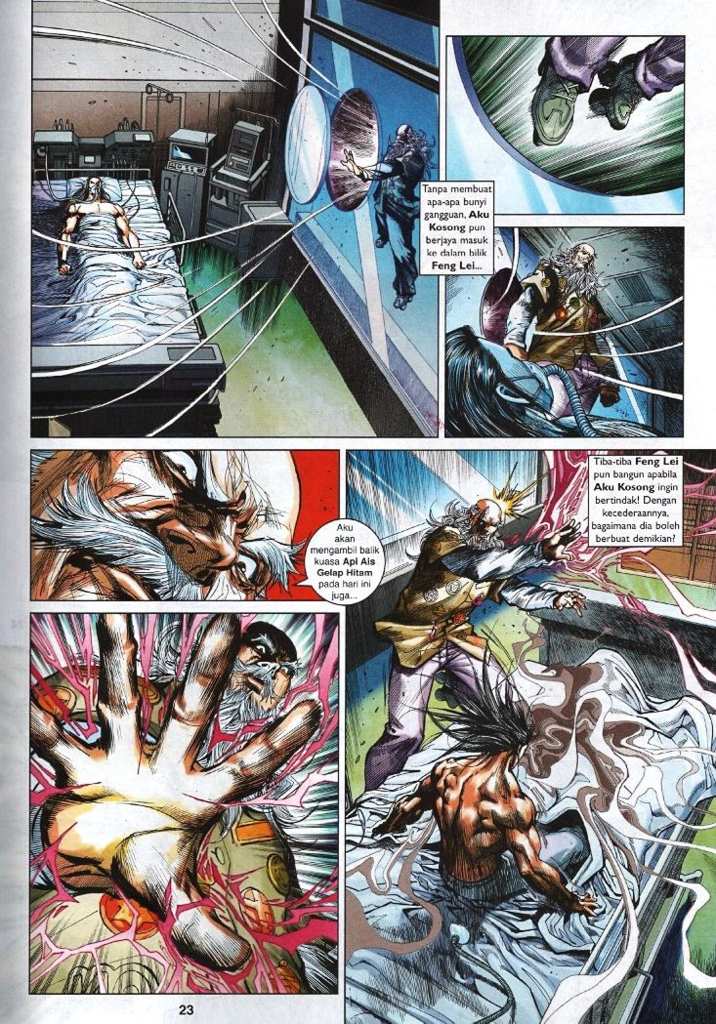 Tanpa membuat
apa-apa bunyi
gangguan, Aku
Kosong pun
berjaya masuk
ke dalam bilik
Feng Lei...
Aku
akan
mengambil balik
kuasa Api Ais
Gelap Hitam
pada hari ini
juga...
Tiba-tiba Feng Lei
pun bangun apabila
Aku Kosong ingin
bertindak! Dengan
kecederaannya,
bagaimana dia boleh
berbuat demikian?
23